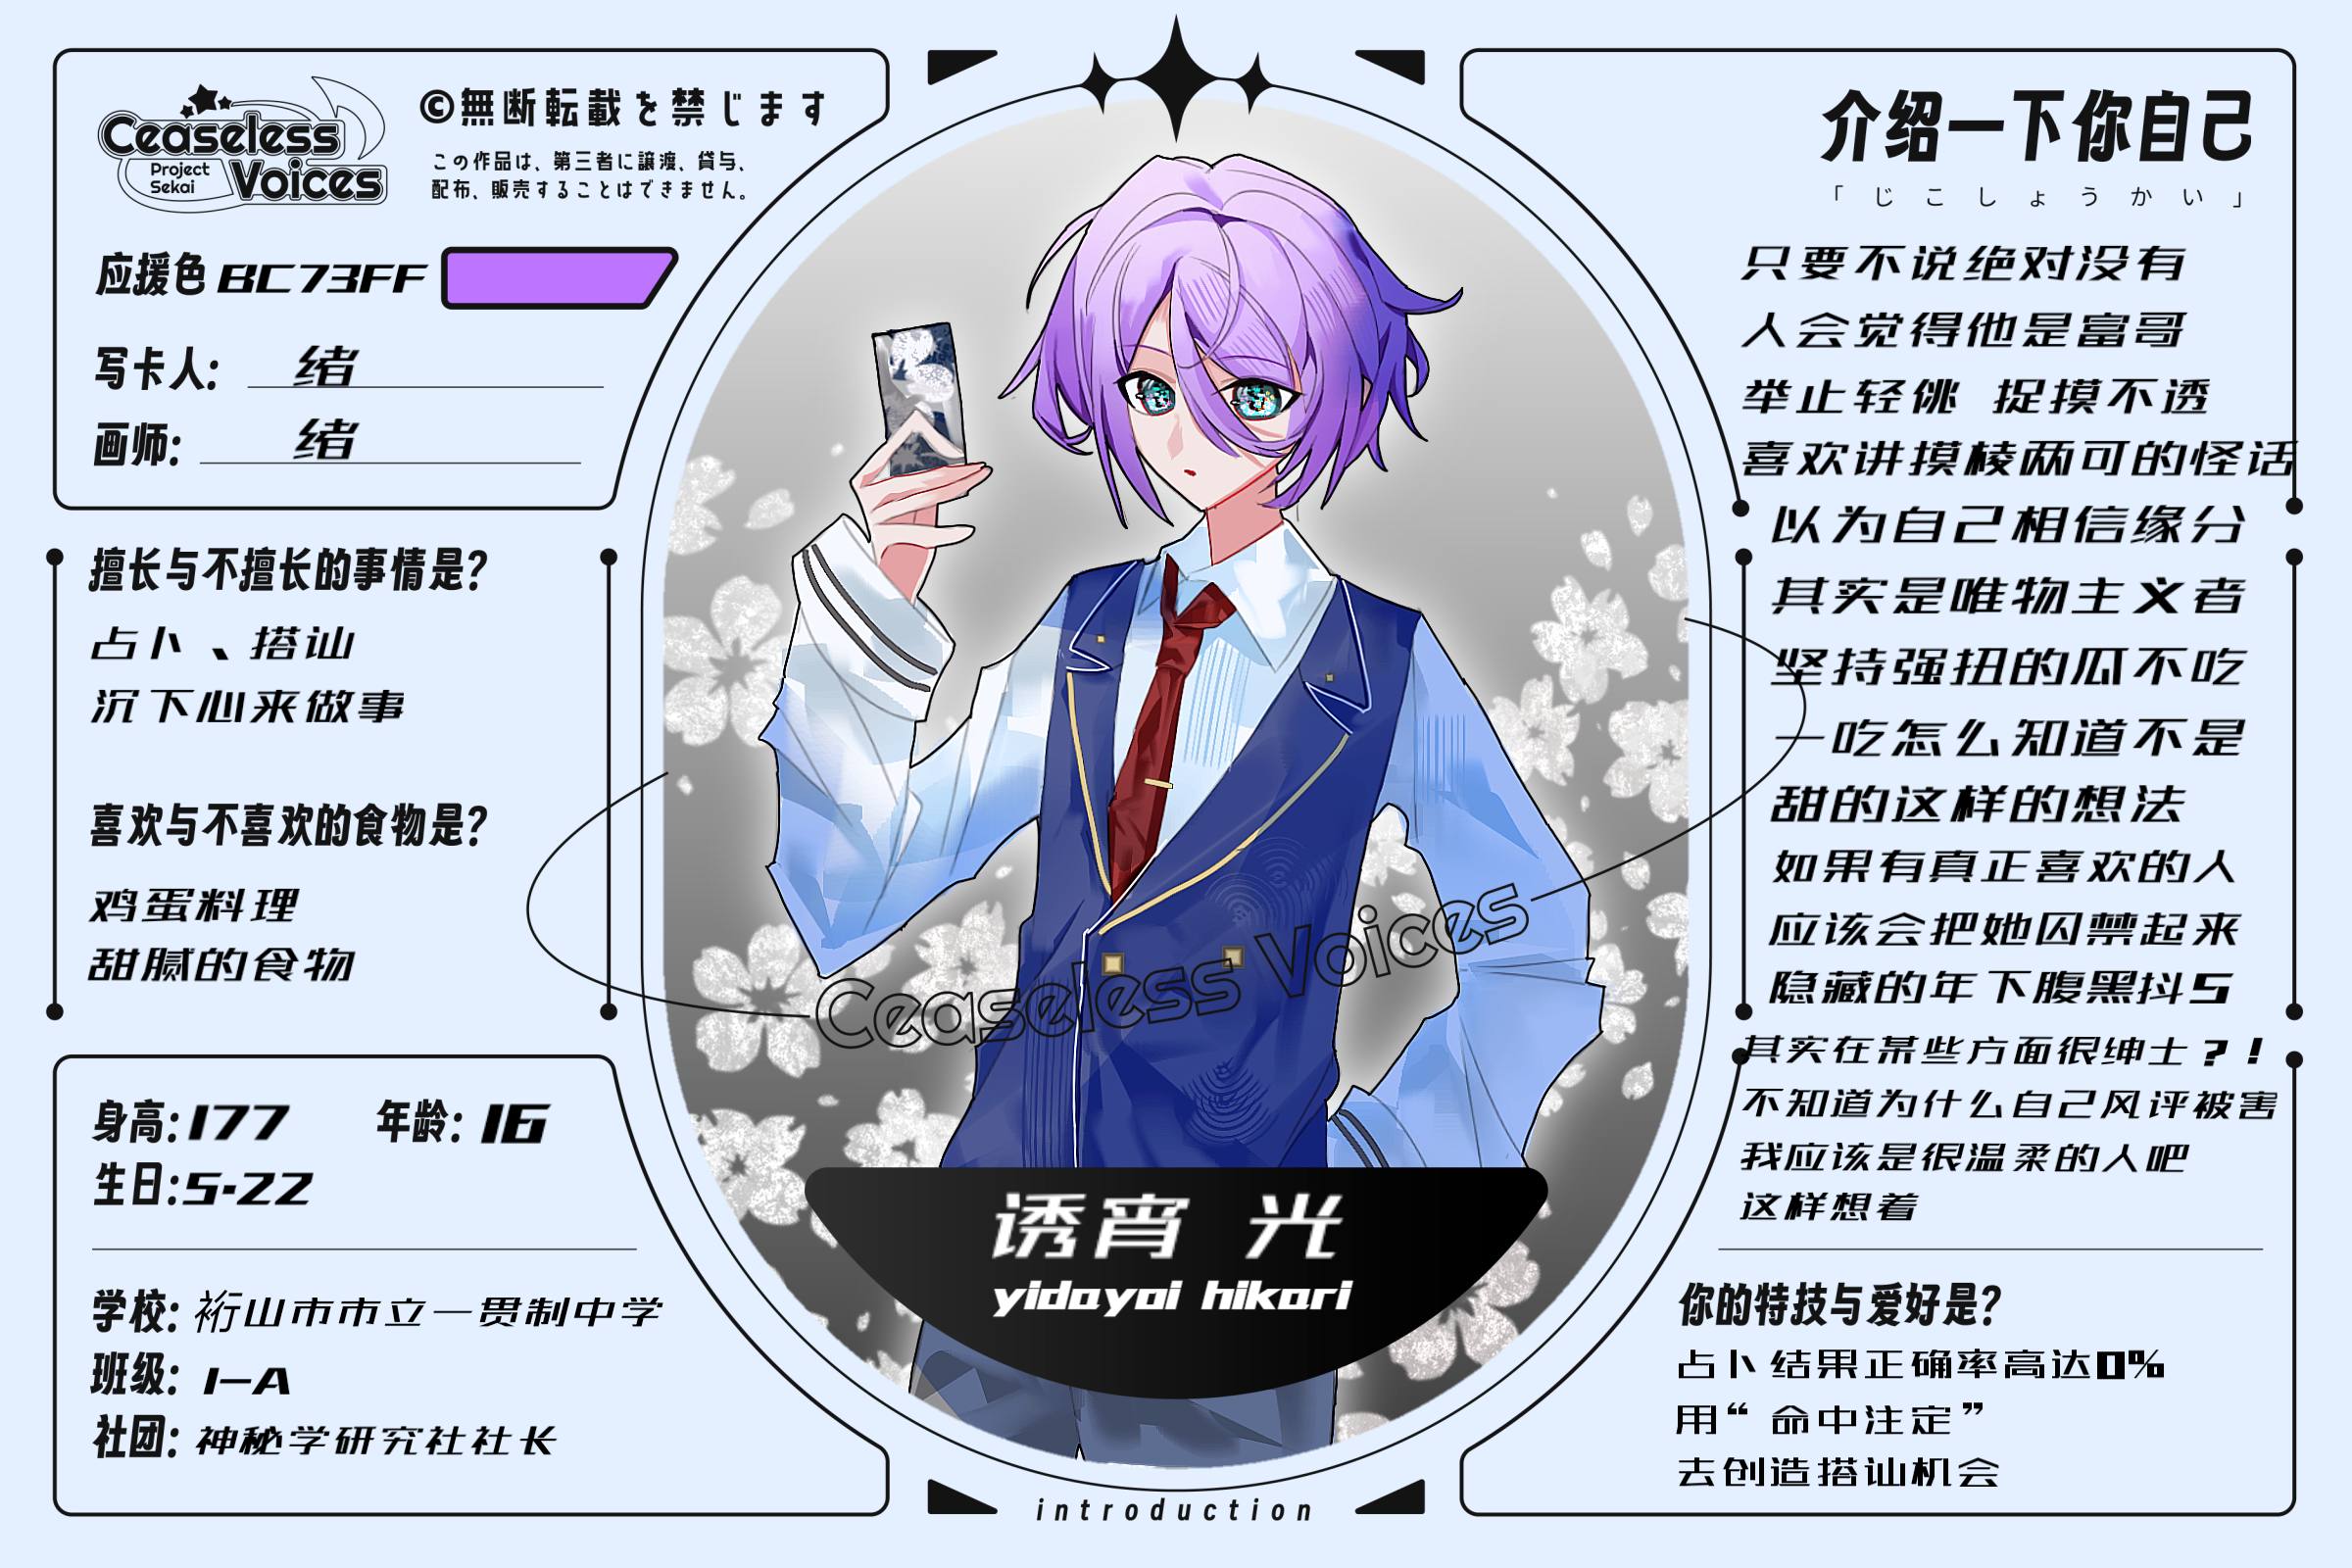 Ceaseless
Project
Sekai
Voices
©無断転載を禁じます
この作品は、第三者に譲渡、貸与、
配布、販売することはできません。
应援色 BC73FF
写卡人: 绪
画师: 绪
擅长与不擅长的事情是?
占卜、搭讪
沉下心来做事
喜欢与不喜欢的食物是?
鸡蛋料理
甜腻的食物
身高:177 年龄:16
生日:5·22
学校:裄山市市立一贯制中学
班级:1-A
社团:神秘学研究社社长
Ceaseless Voices
诱宵 光
yidayoi hikari
introduction
介绍一下你自己
「じこしょうかい」
只要不说绝对没有
人会觉得他是富哥
举止轻佻 捉摸不透
喜欢讲摸棱两可的怪话
以为自己相信缘分
其实是唯物主义者
坚持强扭的瓜不吃
一吃怎么知道不是
甜的这样的想法
如果有真正喜欢的人
应该会把她囚禁起来
隐藏的年下腹黑抖S
其实在某些方面很绅士?!
不知道为什么自己风评被害
我应该是很温柔的人吧
这样想着
你的特技与爱好是?
占卜结果正确率高达0%
用“命中注定”
去创造搭讪机会